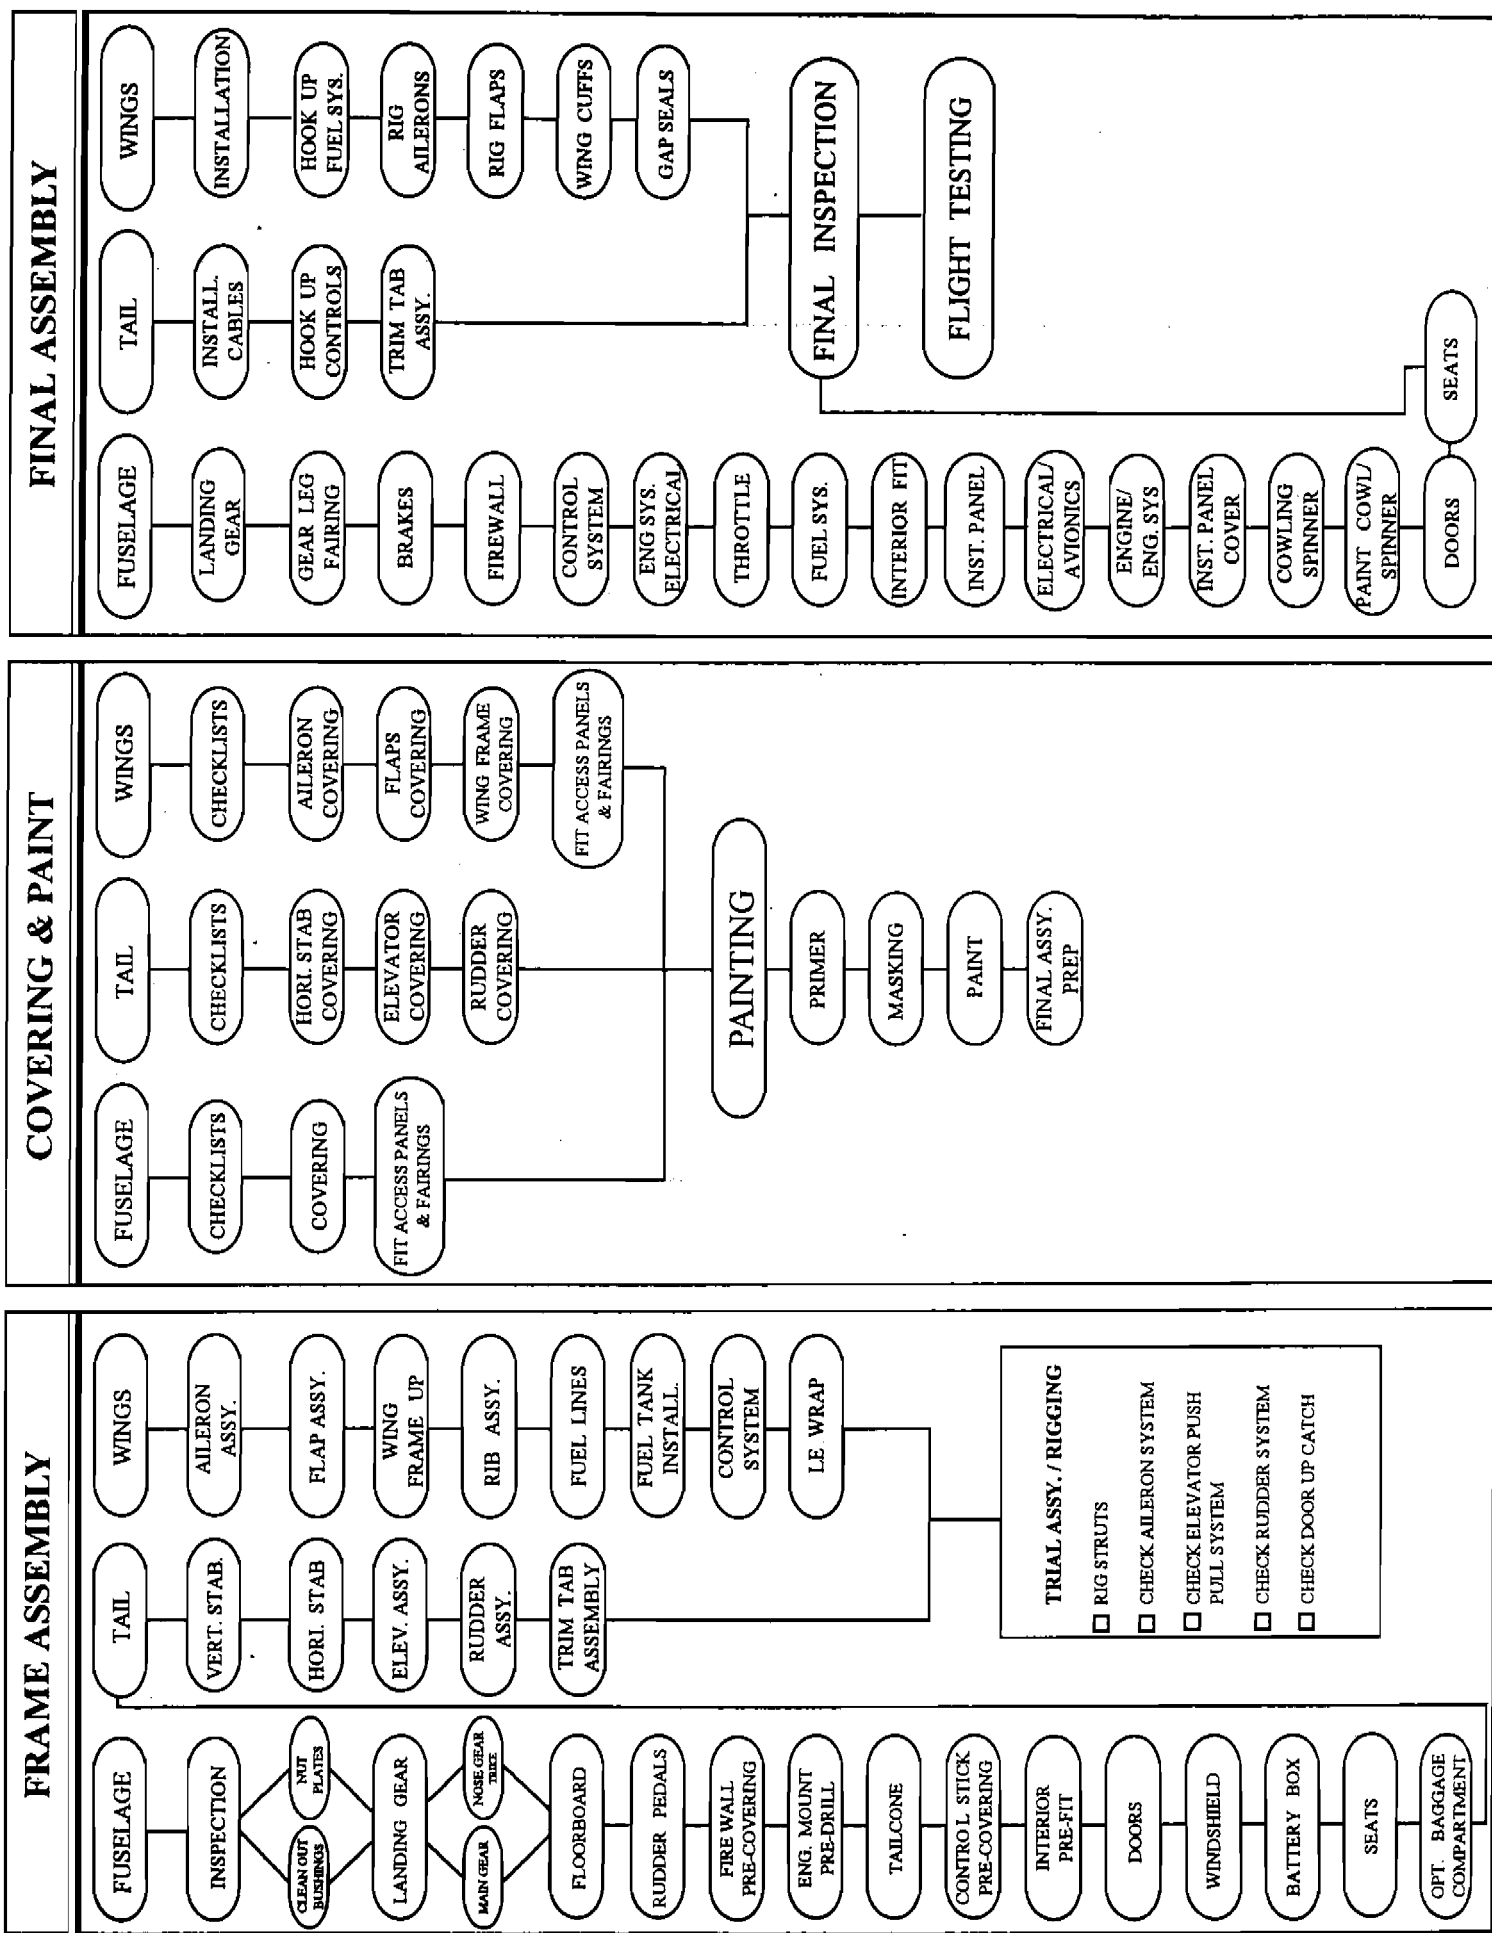 FRAME ASSEMBLY
FUSELAGE
INSPECTION
CLEAN OUT
BUSHINGS
NUT
PLATES
LANDING GEAR
MAIN GEAR
NOSE GEAR
TRIKE
FLOORBOARD
RUDDER PEDALS
FIRE WALL
PRE-COVERING
ENG. MOUNT
PRE-DRILL
TAILCONE
CONTROL STICK
PRE-COVERING
INTERIOR
PRE-FIT
DOORS
WINDSHIELD
BATTERY BOX
SEATS
OPT. BAGGAGE
COMPARTMENT
TAIL
VERT. STAB.
HORI. STAB
ELEV. ASSY.
RUDDER
ASSY.
TRIM TAB
ASSEMBLY
WINGS
AILERON
ASSY.
FLAP ASSY.
WING
FRAME UP
RIB ASSY.
FUEL LINES
FUEL TANK
INSTALL.
CONTROL
SYSTEM
LE WRAP
TRIAL ASSY. / RIGGING
RIG STRUTS
CHECK AILERON SYSTEM
CHECK ELEVATOR PUSH
PULL SYSTEM
CHECK RUDDER SYSTEM
CHECK DOOR UP CATCH
COVERING & PAINT
FUSELAGE
CHECKLISTS
COVERING
FIT ACCESS PANELS
& FAIRINGS
TAIL
CHECKLISTS
HORI. STAB
COVERING
ELEVATOR
COVERING
RUDDER
COVERING
WINGS
CHECKLISTS
AILERON
COVERING
FLAPS
COVERING
WING FRAME
COVERING
FIT ACCESS PANELS
& FAIRINGS
PAINTING
PRIMER
MASKING
PAINT
FINAL ASSY.
PREP
FINAL ASSEMBLY
FUSELAGE
LANDING
GEAR
GEAR LEG
FAIRING
BRAKES
FIREWALL
CONTROL
SYSTEM
ENG SYS.
ELECTRICAL
THROTTLE
FUEL SYS.
INTERIOR FIT
INST. PANEL
ELECTRICAL/
AVIONICS
ENGINE/
ENG. SYS
INST. PANEL
COVER
COWLING
SPINNER
PAINT COWL/
SPINNER
DOORS
SEATS
TAIL
INSTALL.
CABLES
HOOK UP
CONTROLS
TRIM TAB
ASSY.
WINGS
INSTALLATION
HOOK UP
FUEL SYS.
RIG
AILERONS
RIG FLAPS
WING CUFFS
GAP SEALS
FINAL INSPECTION
FLIGHT TESTING